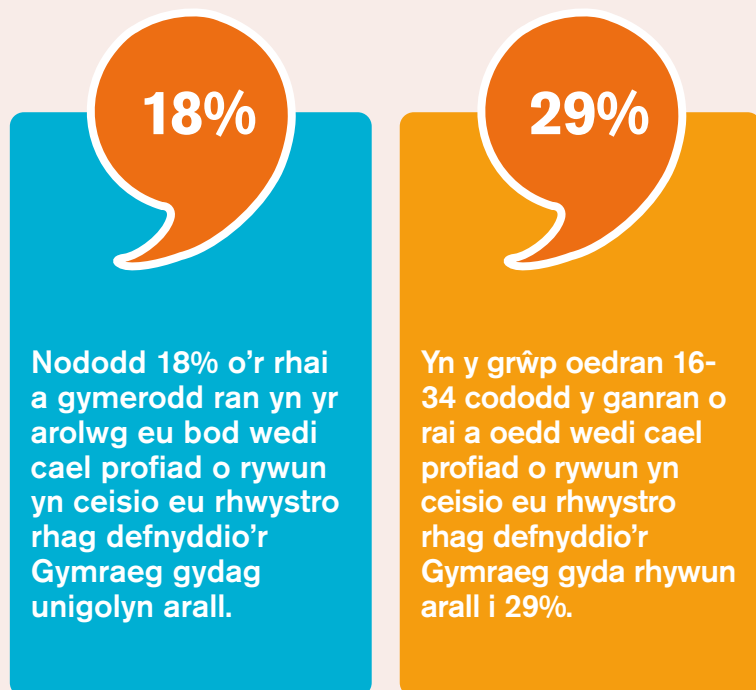 18%
Nododd 18% o'r rhai
a gymerodd ran yn yr
arolwg eu bod wedi
cael profiad o rywun
yn ceisio eu rhwystro
rhag defnyddio'r
Gymraeg gydag
unigolyn arall.
29%
Yn y grŵp oedran 16-
34 cododd y ganran o
rai a oedd wedi cael
profiad o rywun yn
ceisio eu rhwystro
rhag defnyddio'r
Gymraeg gyda rhywun
arall i 29%.